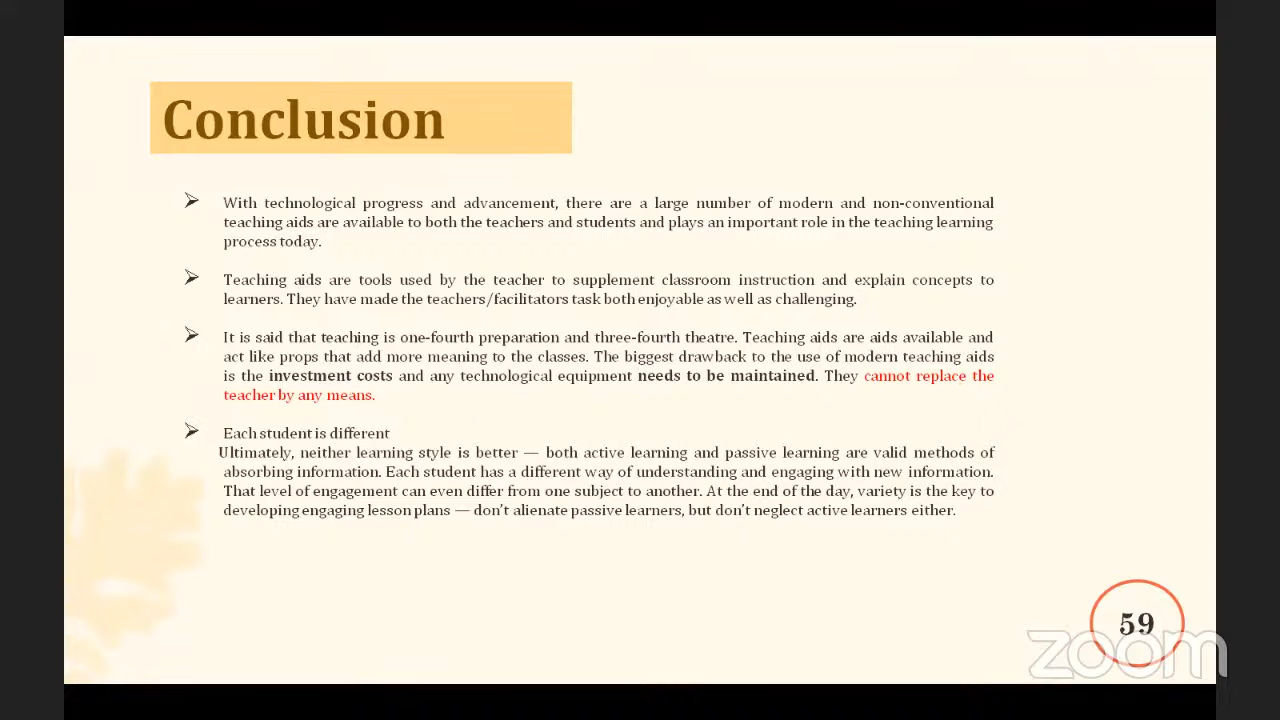 Conclusion
With technological progress and advancement, there are a large number of modern and non-conventional
teaching aids are available to both the teachers and students and plays an important role in the teaching learning
process today.
Teaching aids are tools used by the teacher to supplement classroom instruction and explain concepts to
learners. They have made the teachers/facilitators task both enjoyable as well as challenging.
It is said that teaching is one-fourth preparation and three-fourth theatre. Teaching aids are aids available and
act like props that add more meaning to the classes. The biggest drawback to the use of modern teaching aids
is the investment costs and any technological equipment needs to be maintained. They cannot replace the
teacher by any means.
Each student is different
Ultimately, neither learning style is better — both active learning and passive learning are valid methods of
absorbing information. Each student has a different way of understanding and engaging with new information.
That level of engagement can even differ from one subject to another. At the end of the day, variety is the key to
developing engaging lesson plans — don't alienate passive learners, but don't neglect active learners either.
59
zoom